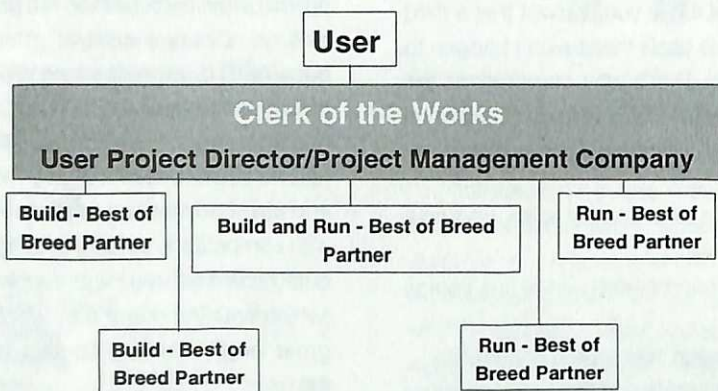 User
Clerk of the Works
User Project Director/Project Management Company
Build - Best of
Breed Partner
Build and Run - Best of Breed
Partner
Run - Best of
Breed Partner
Build - Best of
Breed Partner
Run - Best of
Breed Partner